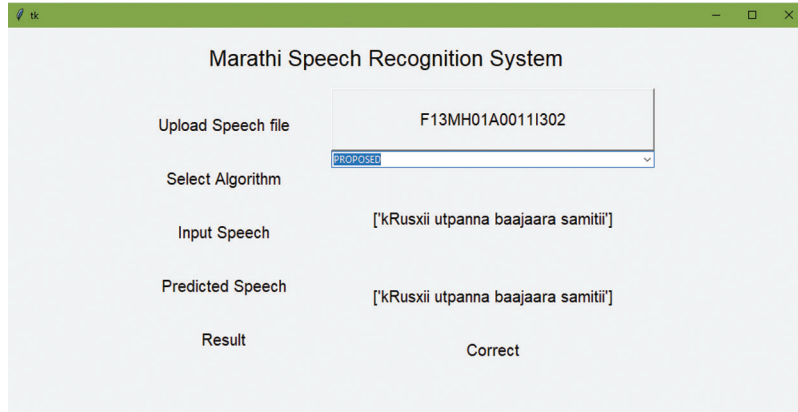 tk
Marathi Speech Recognition System
Upload Speech file
F13MH01A0011I302
Select Algorithm
PROPOSED
Input Speech
['kRusxii utpanna baajaara samitii']
Predicted Speech
['kRusxii utpanna baajaara samitii']
Result
Correct